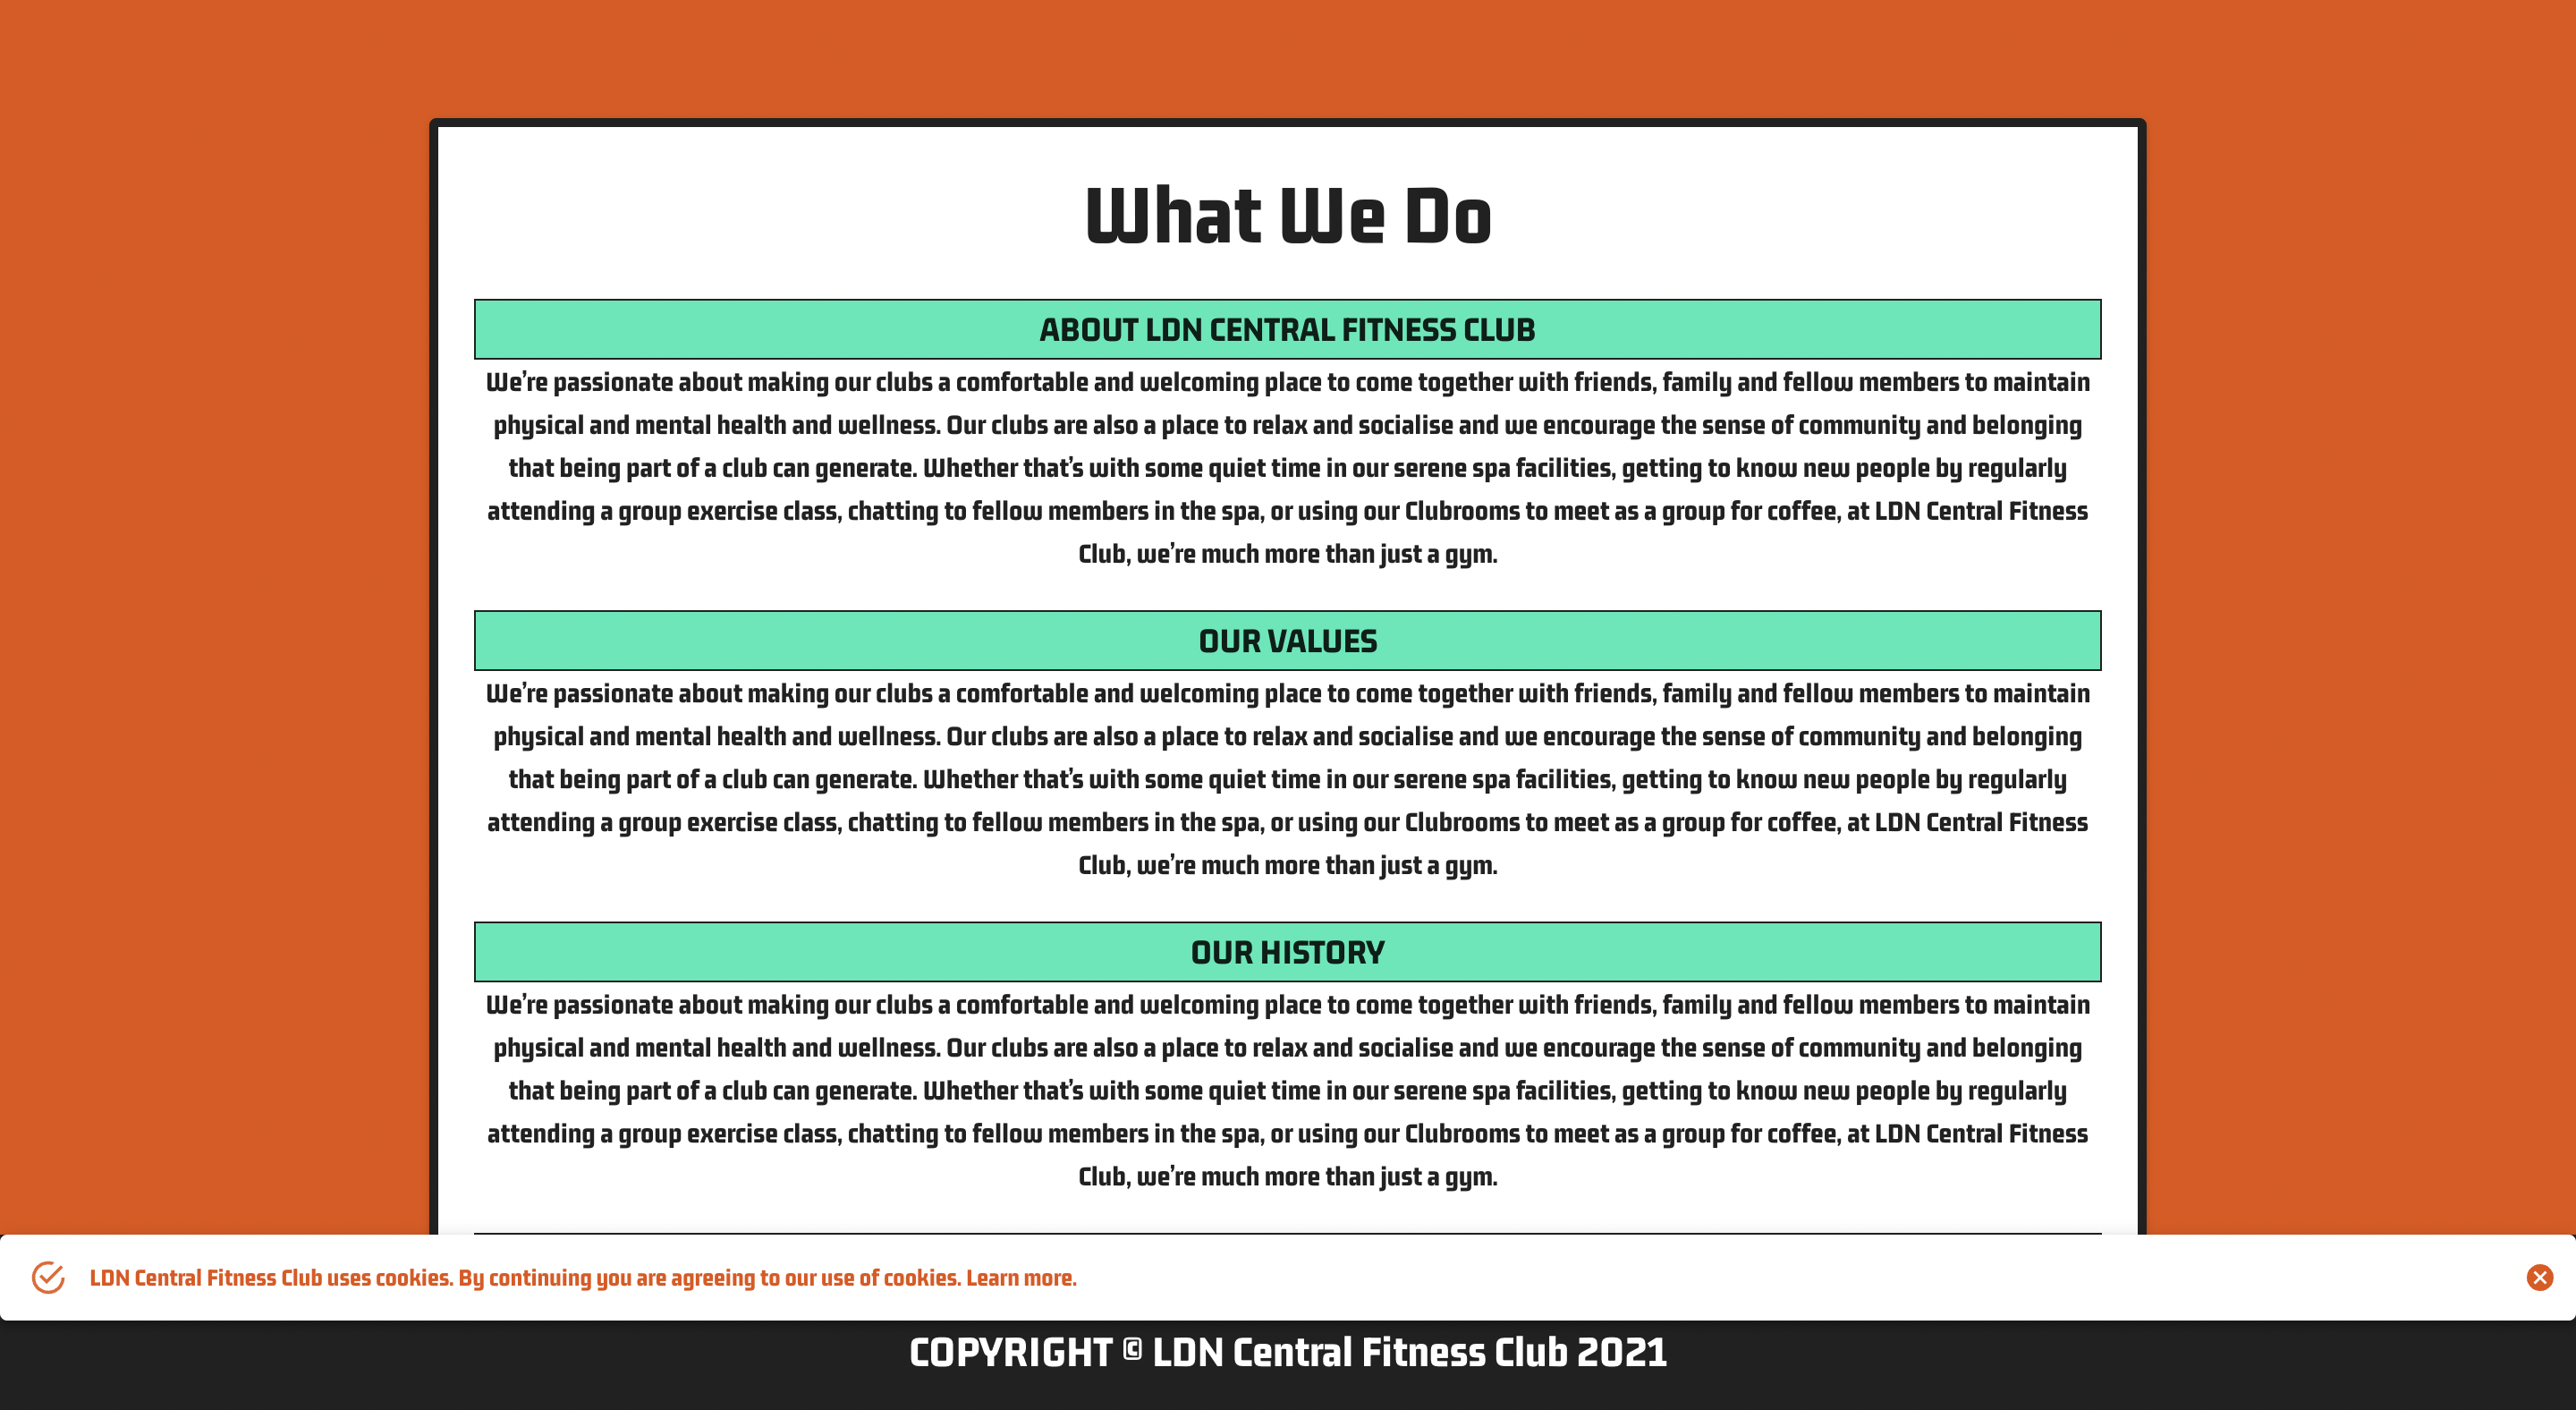 What We Do
ABOUT LDN CENTRAL FITNESS CLUB
We’re passionate about making our clubs a comfortable and welcoming place to come together with friends, family and fellow members to maintain
physical and mental health and wellness. Our clubs are also a place to relax and socialise and we encourage the sense of community and belonging
that being part of a club can generate. Whether that’s with some quiet time in our serene spa facilities, getting to know new people by regularly
attending a group exercise class, chatting to fellow members in the spa, or using our Clubrooms to meet as a group for coffee, at LDN Central Fitness
Club, we’re much more than just a gym.
OUR VALUES
We’re passionate about making our clubs a comfortable and welcoming place to come together with friends, family and fellow members to maintain
physical and mental health and wellness. Our clubs are also a place to relax and socialise and we encourage the sense of community and belonging
that being part of a club can generate. Whether that’s with some quiet time in our serene spa facilities, getting to know new people by regularly
attending a group exercise class, chatting to fellow members in the spa, or using our Clubrooms to meet as a group for coffee, at LDN Central Fitness
Club, we’re much more than just a gym.
OUR HISTORY
We’re passionate about making our clubs a comfortable and welcoming place to come together with friends, family and fellow members to maintain
physical and mental health and wellness. Our clubs are also a place to relax and socialise and we encourage the sense of community and belonging
that being part of a club can generate. Whether that’s with some quiet time in our serene spa facilities, getting to know new people by regularly
attending a group exercise class, chatting to fellow members in the spa, or using our Clubrooms to meet as a group for coffee, at LDN Central Fitness
Club, we’re much more than just a gym.
LDN Central Fitness Club uses cookies. By continuing you are agreeing to our use of cookies. Learn more.
COPYRIGHT © LDN Central Fitness Club 2021